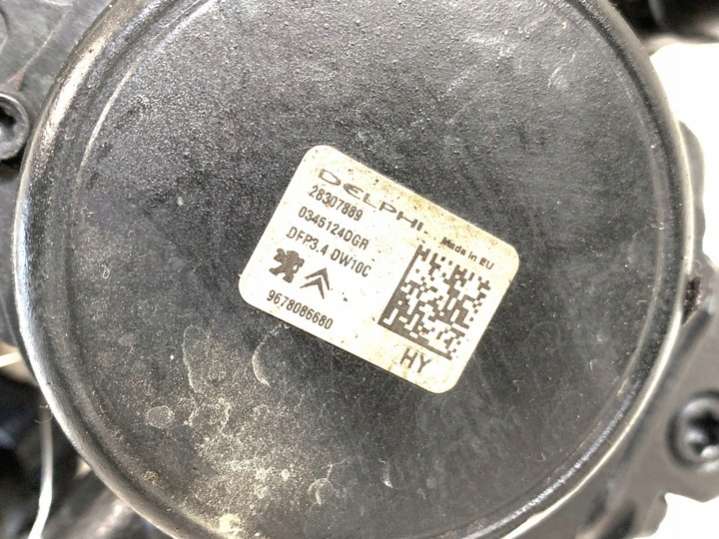 DELPHI
Made in EU
28307889
0345124DGR
DFP3.4 DW10C
9678086680
HY